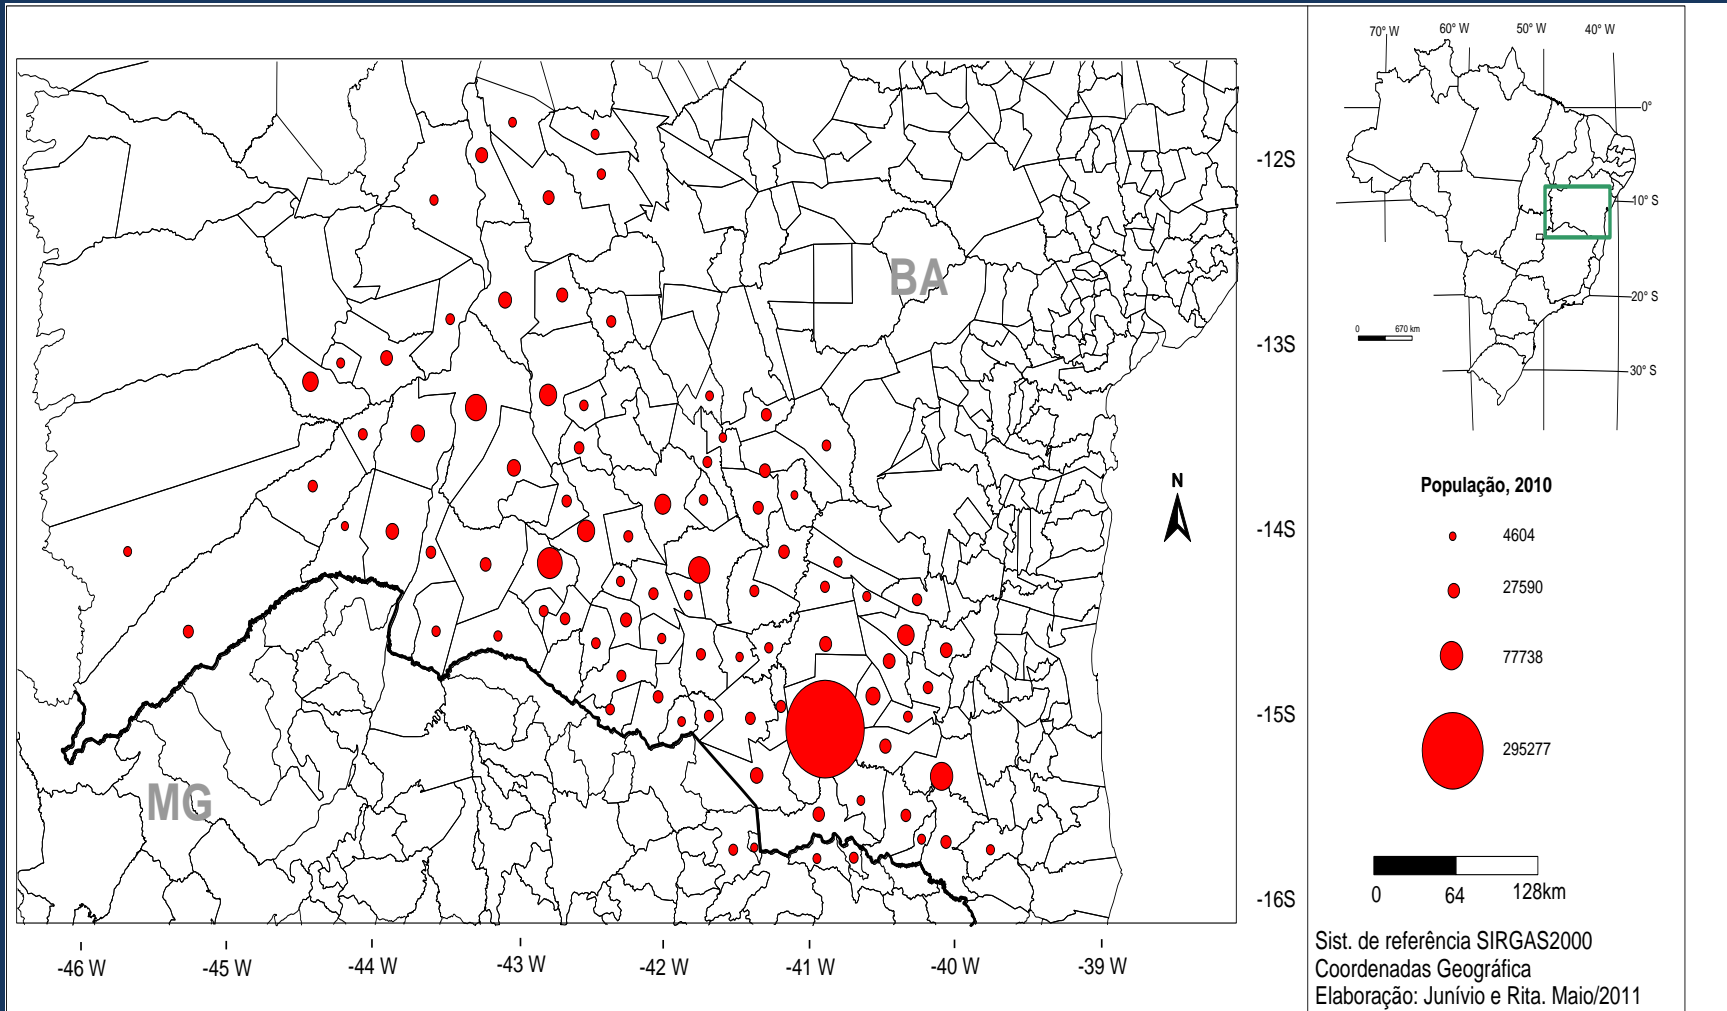 BA
MG
N
-12S
-13S
-14S
-15S
-16S
-46 W
-45 W
-44 W
-43 W
-42 W
-41 W
-40 W
-39 W
70° W
60° W
50° W
40° W
0°
10° S
20° S
30° S
0
670 km
População, 2010
4604
27590
77738
295277
0
64
128km
Sist. de referência SIRGAS2000
Coordenadas Geográfica
Elaboração: Junívio e Rita. Maio/2011